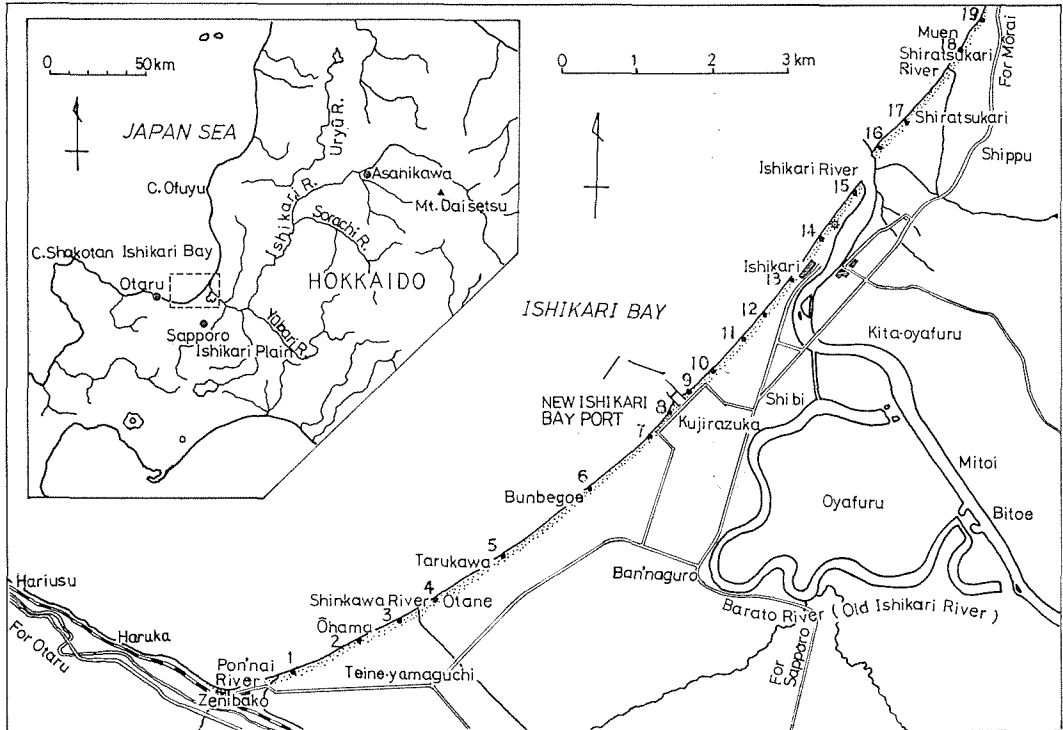 0 50 km
JAPAN SEA
Uryū R.
C. Ofuyu
Asahikawa
Mt. Daisetsu
Ishikari R.
Sorachi R.
C. Shakotan Ishikari Bay
HOKKAIDO
Otaru
Sapporo
Yūbari R.
Ishikari Plain
0 1 2 3 km
19
Muen
18
Shiratsukari
River
For Mōrai
17
Shiratsukari
16
Shippu
Ishikari River
15
14
Ishikari
13
ISHIKARI BAY
12
11
Kita-oyafuru
10
9
NEW ISHIKARI
BAY PORT
8
Shibi
Kujirazuka
7
6
Bunbegoe
Mitoi
Oyafuru
Bitoe
5
Tarukawa
Ban'naguro
4
Shinkawa River
Otane
Barato River (Old Ishikari River)
3
Ōhama
2
Hariusu
Haruka
For Otaru
Pon'nai
River
1
Teine-yamaguchi
For
Sapporo
Zenibako